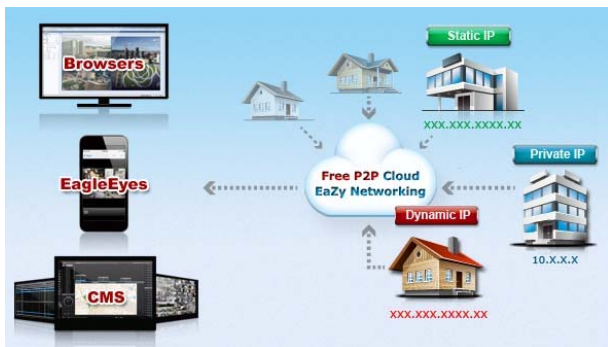 Browsers
Static IP
XXX.XXX.XXXX.XX
EagleEyes
Free P2P Cloud
EaZy Networking
Private IP
10.X.X.X
Dynamic IP
CMS
XXX.XXX.XXXX.XX